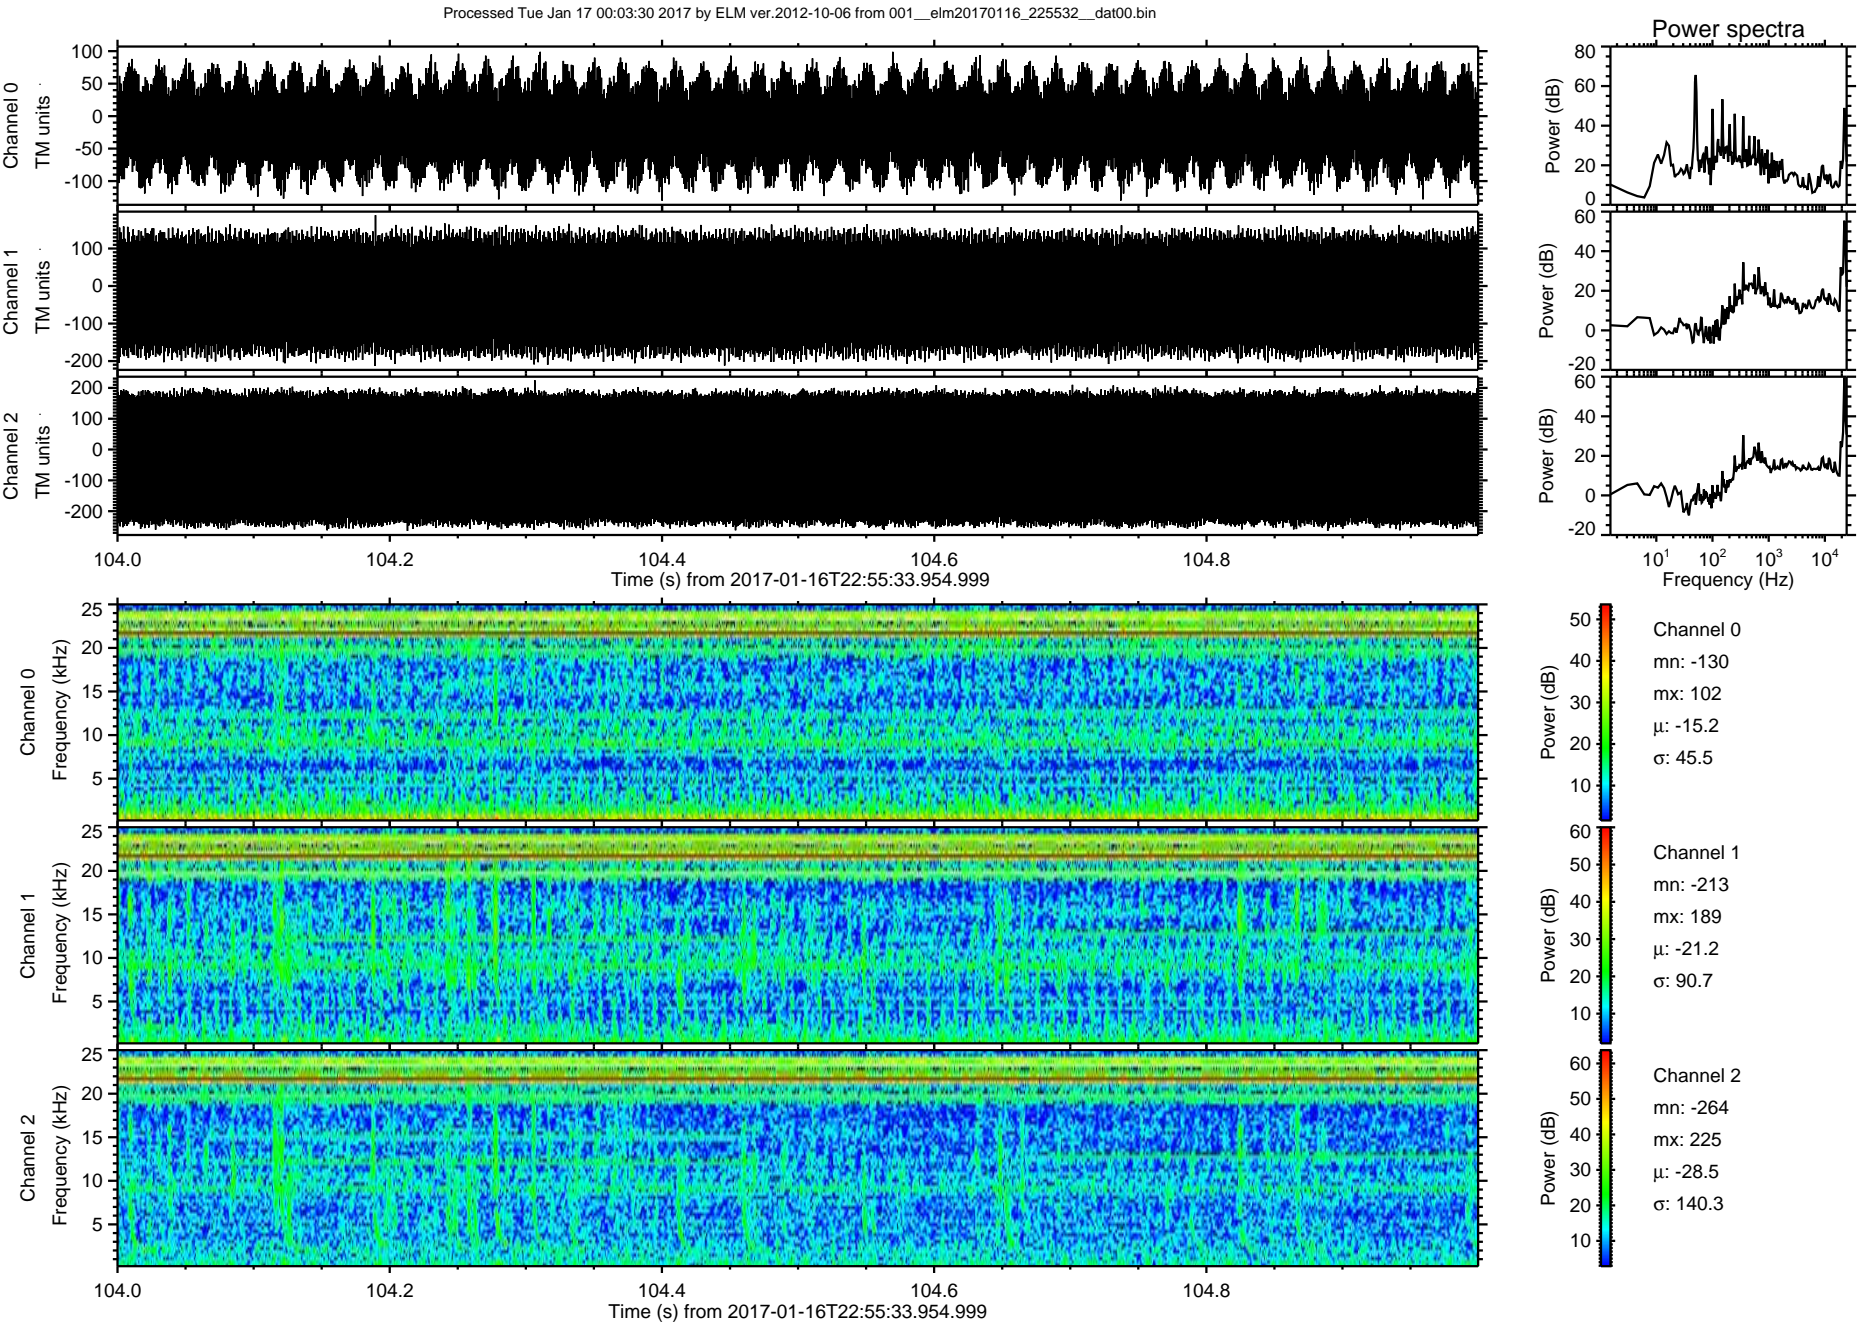 Processed Tue Jan 17 00:03:30 2017 by ELM ver.2012-10-06 from 001__elm20170116_225532__dat00.bin
Power spectra
Channel 0
TM units
100
50
0
-50
-100
Power (dB)
80
60
40
20
0
Channel 1
TM units
100
0
-100
-200
Power (dB)
60
40
20
0
-20
Channel 2
TM units
200
100
0
-100
-200
Power (dB)
60
40
20
0
-20
104.0 104.2 104.4 104.6 104.8
Time (s) from 2017-01-16T22:55:33.954.999
10^1 10^2 10^3 10^4
Frequency (Hz)
Channel 0
Frequency (kHz)
25
20
15
10
5
Power (dB)
50
40
30
20
10
Channel 0
mn: -130
mx: 102
μ: -15.2
σ: 45.5
Channel 1
Frequency (kHz)
25
20
15
10
5
Power (dB)
60
50
40
30
20
10
Channel 1
mn: -213
mx: 189
μ: -21.2
σ: 90.7
Channel 2
Frequency (kHz)
25
20
15
10
5
Power (dB)
60
50
40
30
20
10
Channel 2
mn: -264
mx: 225
μ: -28.5
σ: 140.3
104.0 104.2 104.4 104.6 104.8
Time (s) from 2017-01-16T22:55:33.954.999